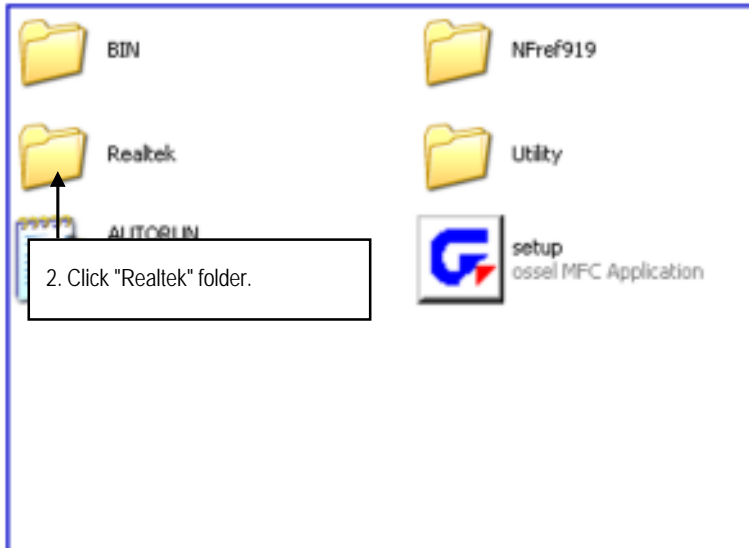 BIN
NFref919
Realtek
Utility
AUTORUN
setup
ossel MFC Application
2. Click "Realtek" folder.